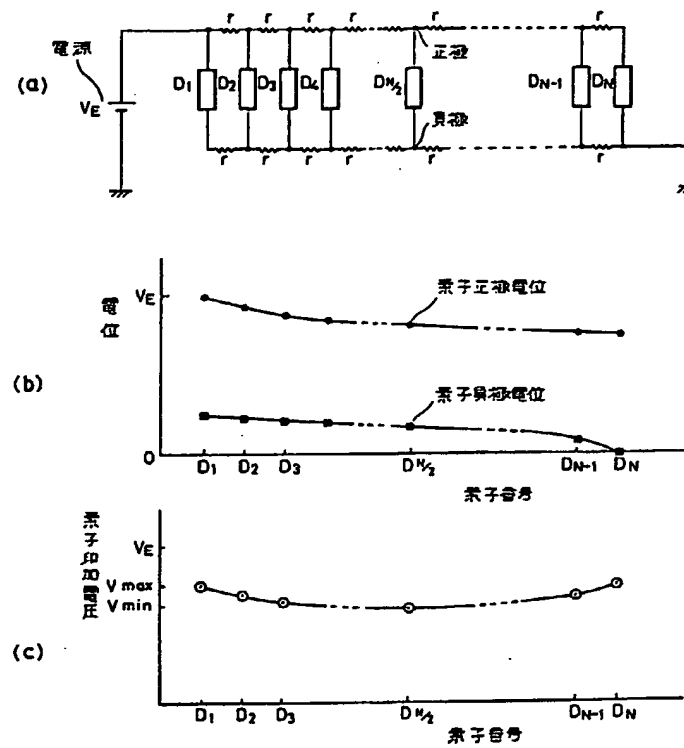 (a)
電源
VE
r r r r r r
正極
D1 D2 D3 D4 DN/2 DN-1 DN
負極
r r r r r r
(b)
電位
VE
0
素子正極電位
素子負極電位
D1 D2 D3 DN/2 DN-1 DN
素子番号
(c)
素子印加電圧
VE
V max
V min
D1 D2 D3 DN/2 DN-1 DN
素子番号